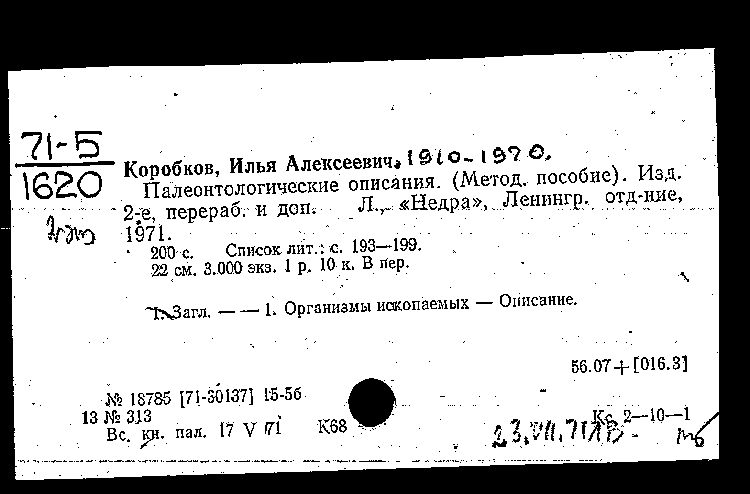 71-5
1620
Коробков, Илья Алексеевич, 1910-1970.
Палеонтологические описания. (Метод. пособие). Изд.
2-е, перераб. и доп. Л., «Недра», Ленингр. отд-ние,
1971.
200 с. Список лит.: с. 193—199.
22 см. 3.000 экз. 1 р. 10 к. В пер.
1. Загл. — — 1. Организмы ископаемых — Описание.
56.07+[016.3]
№ 18785 [71-30137] 15-5б
13 № 313
Вс. кн. пал. 17 V 71 К68
Кс 2—10—1
23.VII.71